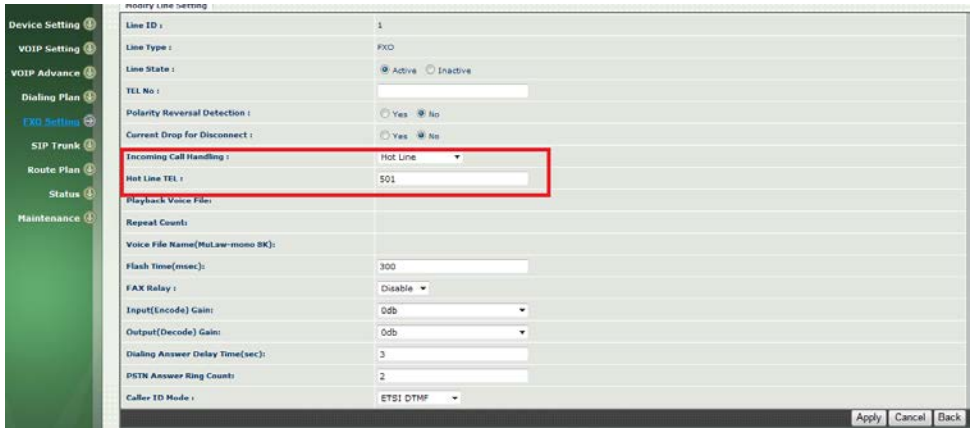 Modify Line Setting
Device Setting
VOIP Setting
VOIP Advance
Dialing Plan
FXO Setting
SIP Trunk
Route Plan
Status
Maintenance
Line ID : 1
Line Type : FXO
Line State : Active Inactive
TEL No :
Polarity Reversal Detection : Yes No
Current Drop for Disconnect : Yes No
Incoming Call Handling : Hot Line
Hot Line TEL : 501
Playback Voice File:
Repeat Count:
Voice File Name(MuLaw-mono 8K):
Flash Time(msec): 300
FAX Relay : Disable
Input(Encode) Gain: 0db
Output(Decode) Gain: 0db
Dialing Answer Delay Time(sec): 3
PSTN Answer Ring Count: 2
Caller ID Mode : ETSI DTMF
Apply Cancel Back